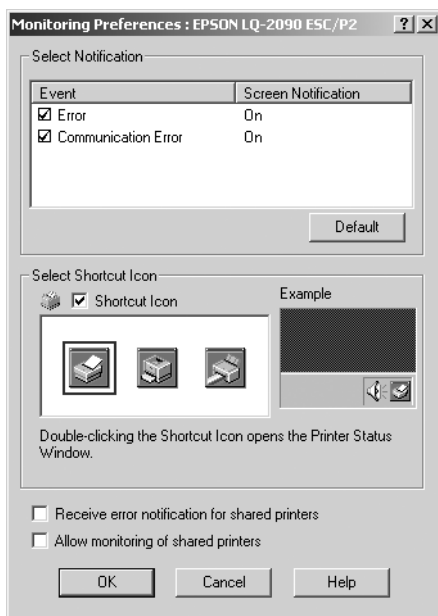 Monitoring Preferences : EPSON LQ-2090 ESC/P2
Select Notification
Event Screen Notification
Error On
Communication Error On
Default
Select Shortcut Icon
Shortcut Icon
Example
Double-clicking the Shortcut Icon opens the Printer Status
Window.
Receive error notification for shared printers
Allow monitoring of shared printers
OK Cancel Help